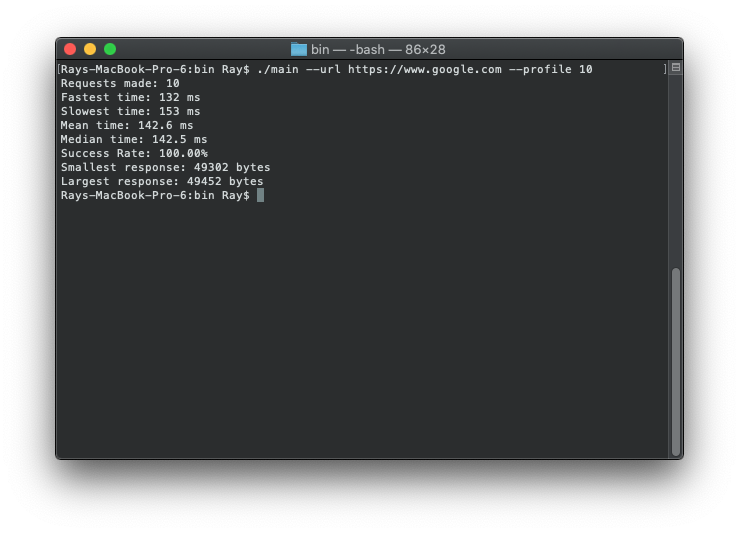 bin — -bash — 86×28
[Rays-MacBook-Pro-6:bin Ray$ ./main --url https://www.google.com --profile 10 ]
Requests made: 10
Fastest time: 132 ms
Slowest time: 153 ms
Mean time: 142.6 ms
Median time: 142.5 ms
Success Rate: 100.00%
Smallest response: 49302 bytes
Largest response: 49452 bytes
Rays-MacBook-Pro-6:bin Ray$